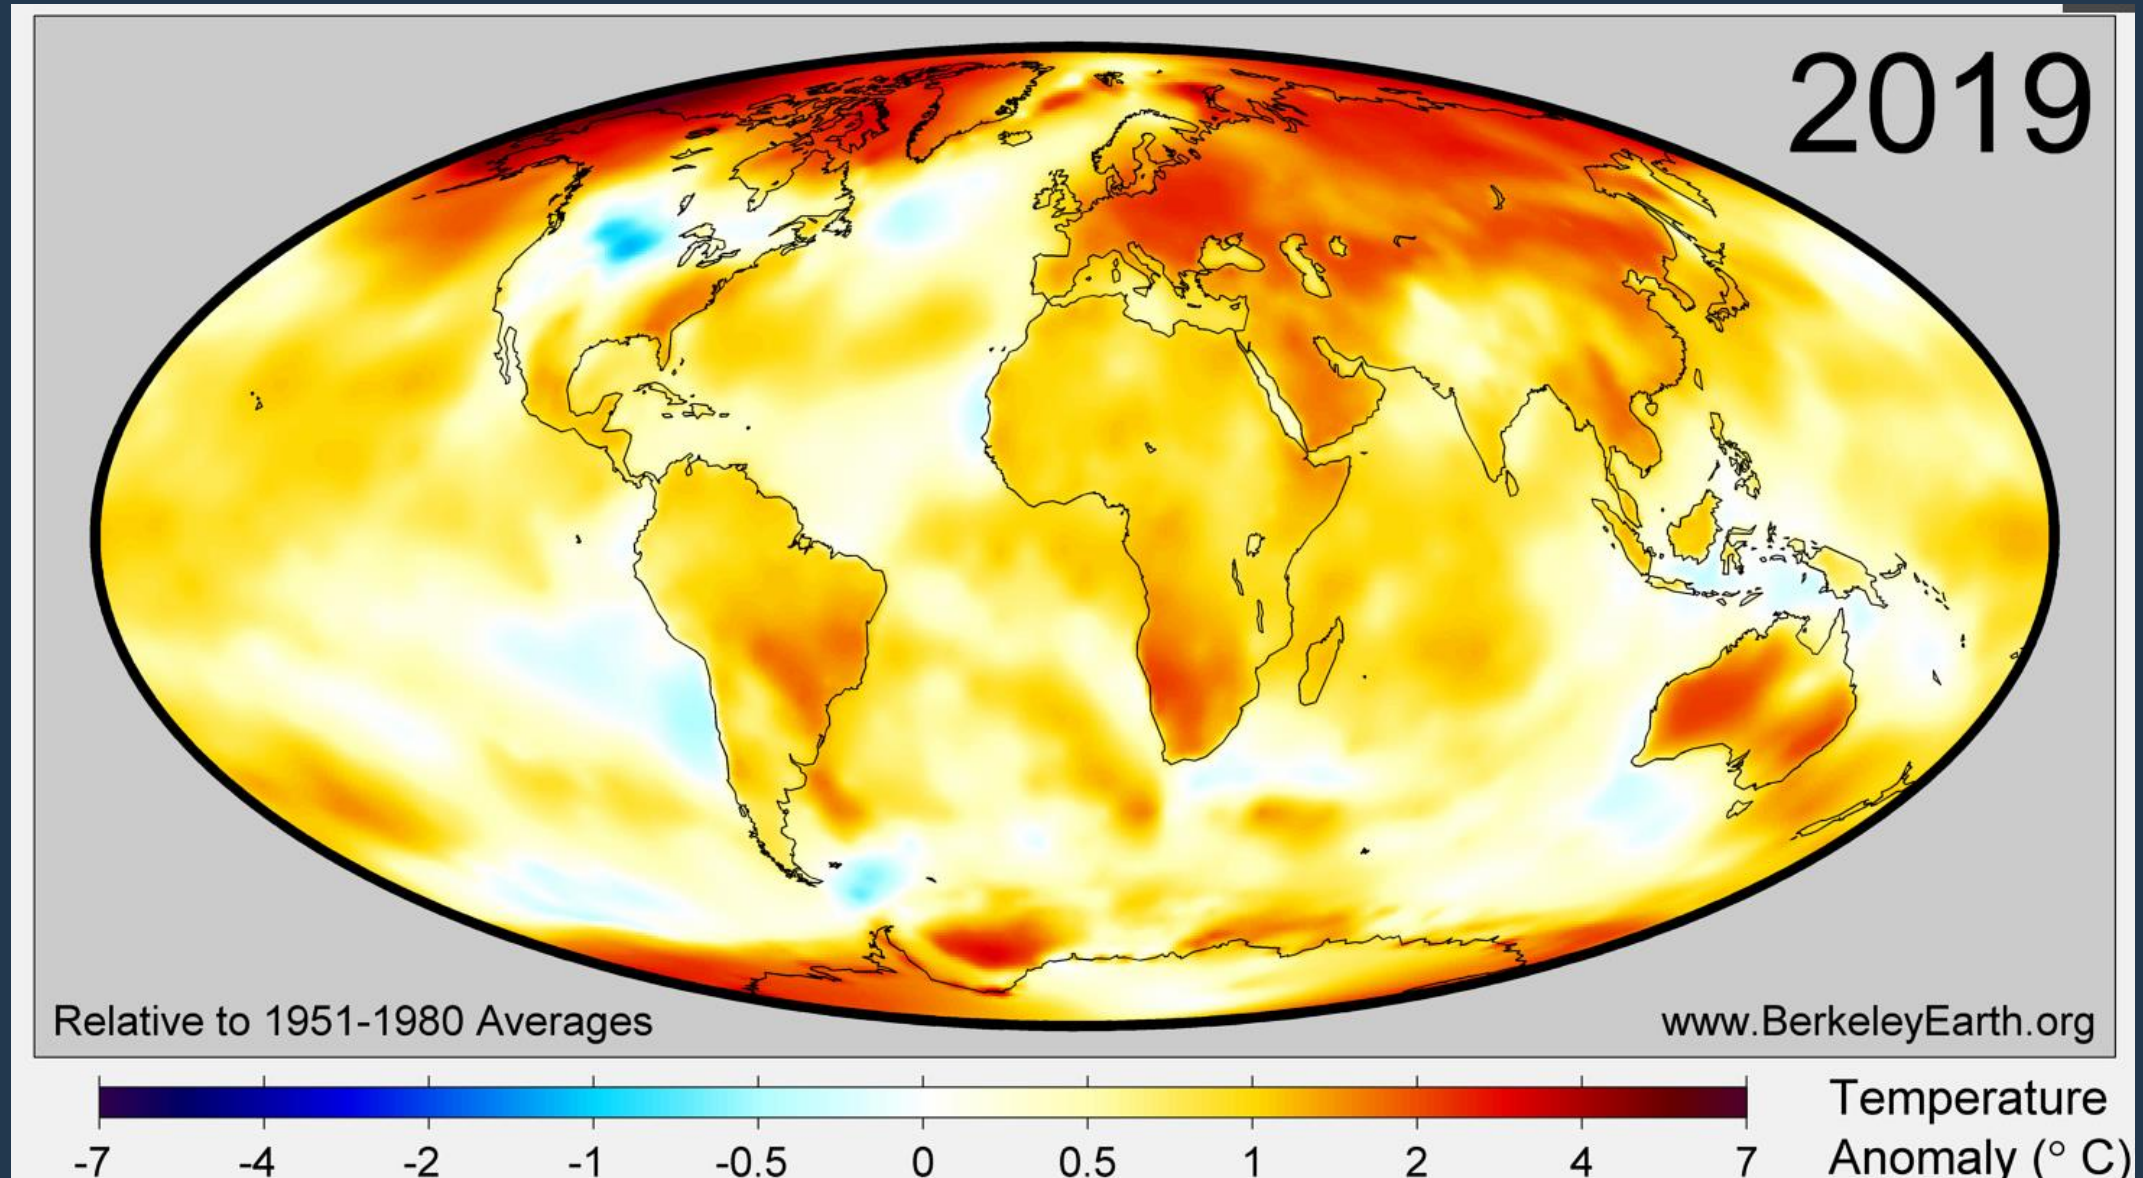 2019
Relative to 1951-1980 Averages
www.BerkeleyEarth.org
-7 -4 -2 -1 -0.5 0 0.5 1 2 4 7
Temperature
Anomaly (° C)